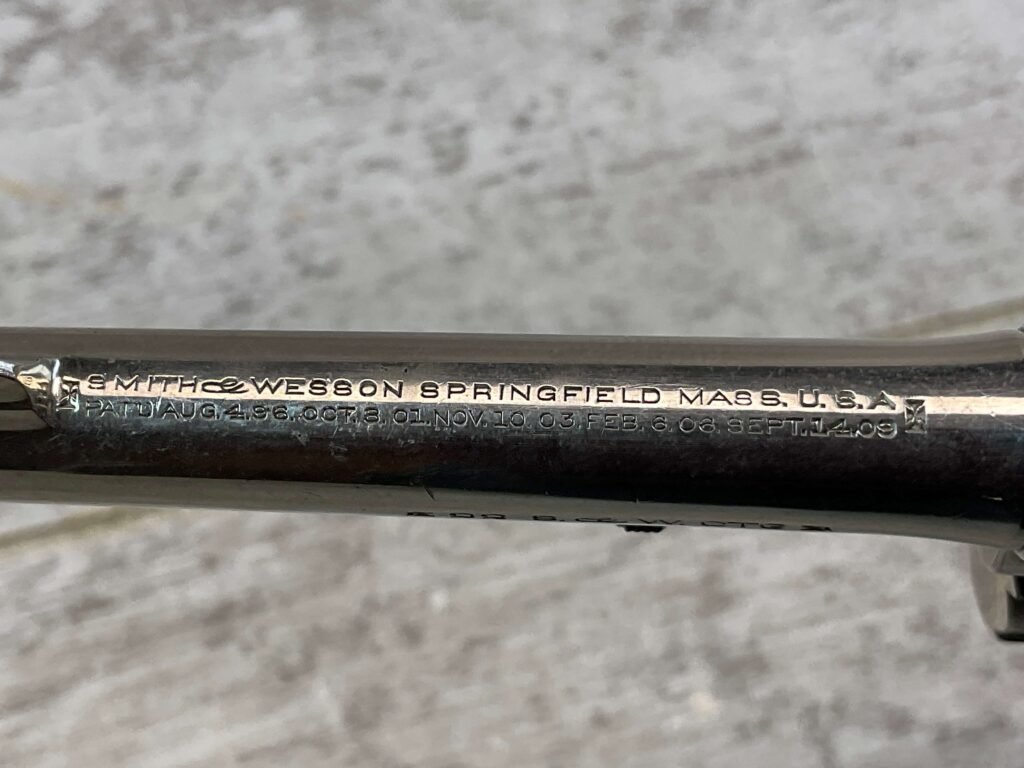 SMITH & WESSON SPRINGFIELD MASS. U.S.A
PAT'D AUG. 4.96. OCT. 8. 01. NOV. 10. 03. FEB. 6 06. SEPT. 14. 09
S. & W. CTG